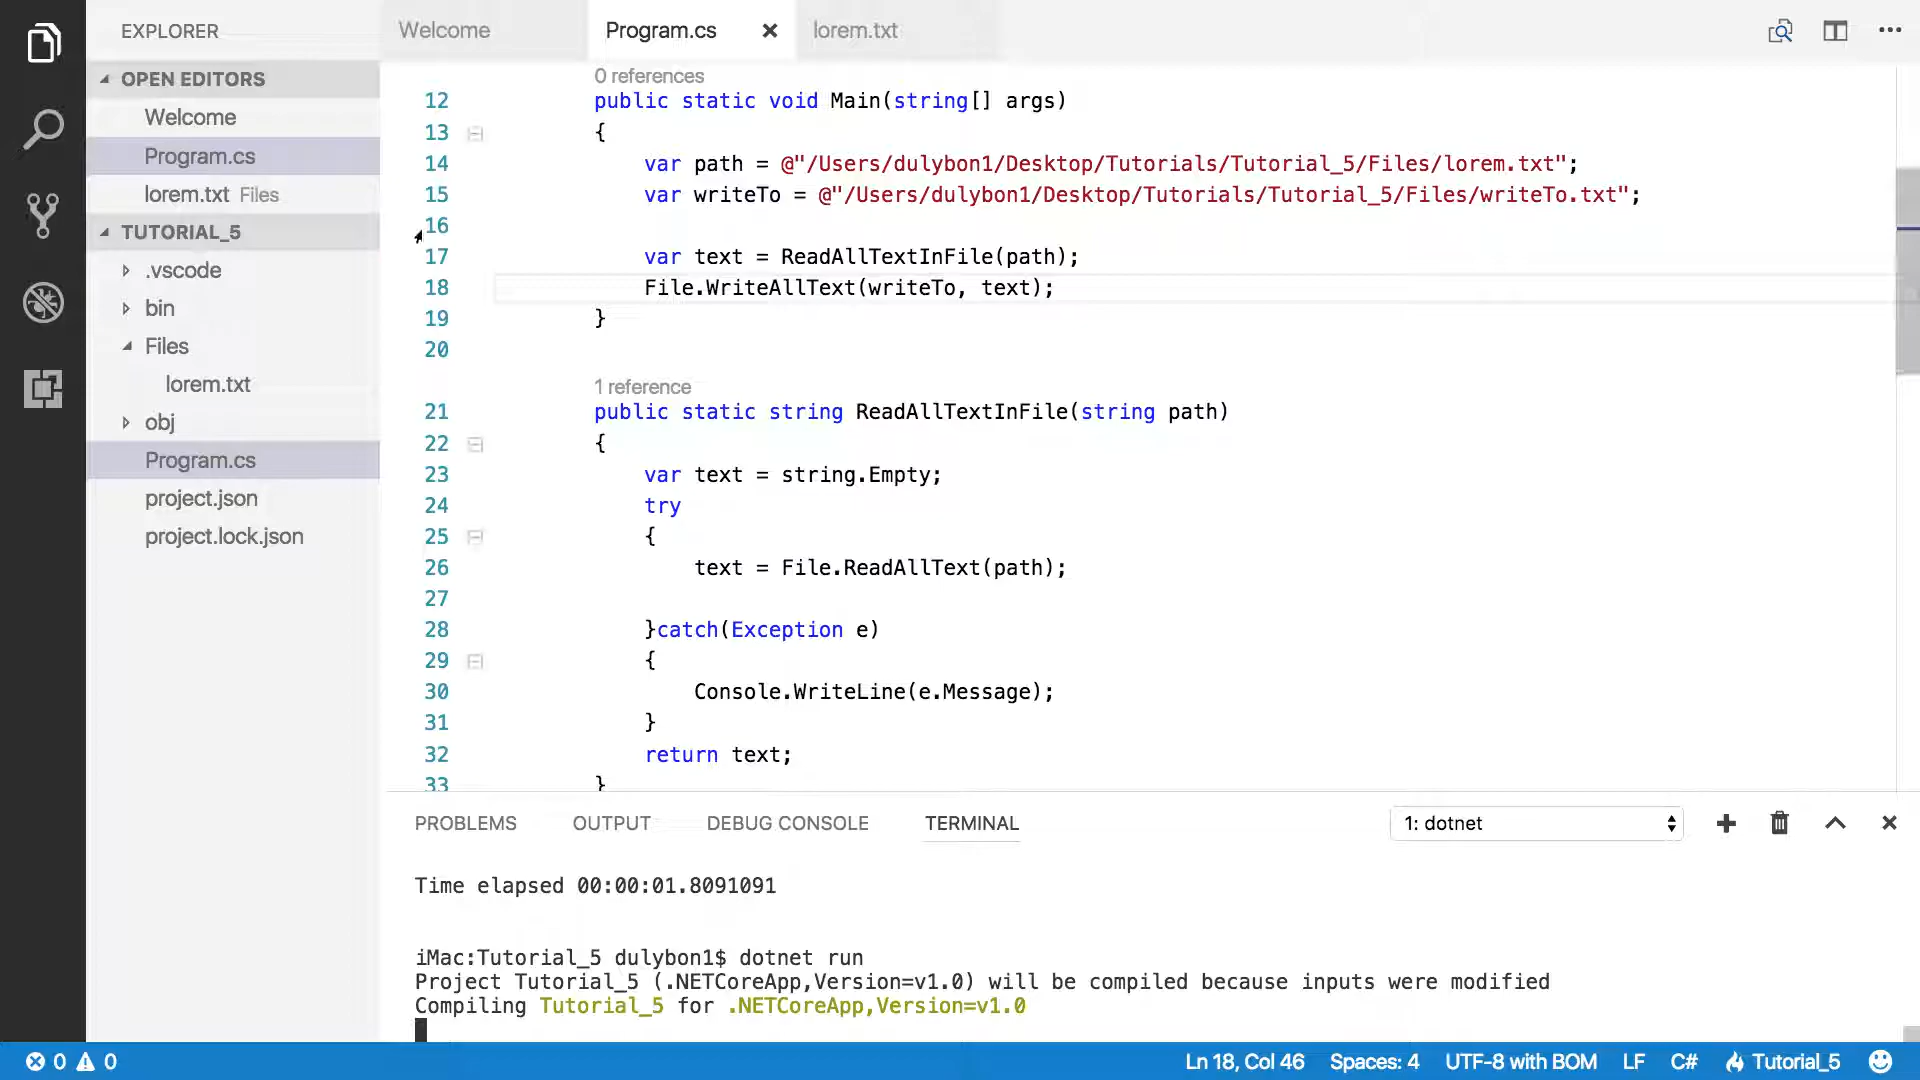 EXPLORER
OPEN EDITORS
Welcome
Program.cs
lorem.txt Files
TUTORIAL_5
.vscode
bin
Files
lorem.txt
obj
Program.cs
project.json
project.lock.json
Welcome
Program.cs
lorem.txt
0 references
12 public static void Main(string[] args)
13 {
14 var path = @"/Users/dulybon1/Desktop/Tutorials/Tutorial_5/Files/lorem.txt";
15 var writeTo = @"/Users/dulybon1/Desktop/Tutorials/Tutorial_5/Files/writeTo.txt";
16
17 var text = ReadAllTextInFile(path);
18 File.WriteAllText(writeTo, text);
19 }
20
1 reference
21 public static string ReadAllTextInFile(string path)
22 {
23 var text = string.Empty;
24 try
25 {
26 text = File.ReadAllText(path);
27
28 }catch(Exception e)
29 {
30 Console.WriteLine(e.Message);
31 }
32 return text;
33 }
PROBLEMS OUTPUT DEBUG CONSOLE TERMINAL 1: dotnet
Time elapsed 00:00:01.8091091
iMac:Tutorial_5 dulybon1$ dotnet run
Project Tutorial_5 (.NETCoreApp,Version=v1.0) will be compiled because inputs were modified
Compiling Tutorial_5 for .NETCoreApp,Version=v1.0
0 0 Ln 18, Col 46 Spaces: 4 UTF-8 with BOM LF C# Tutorial_5